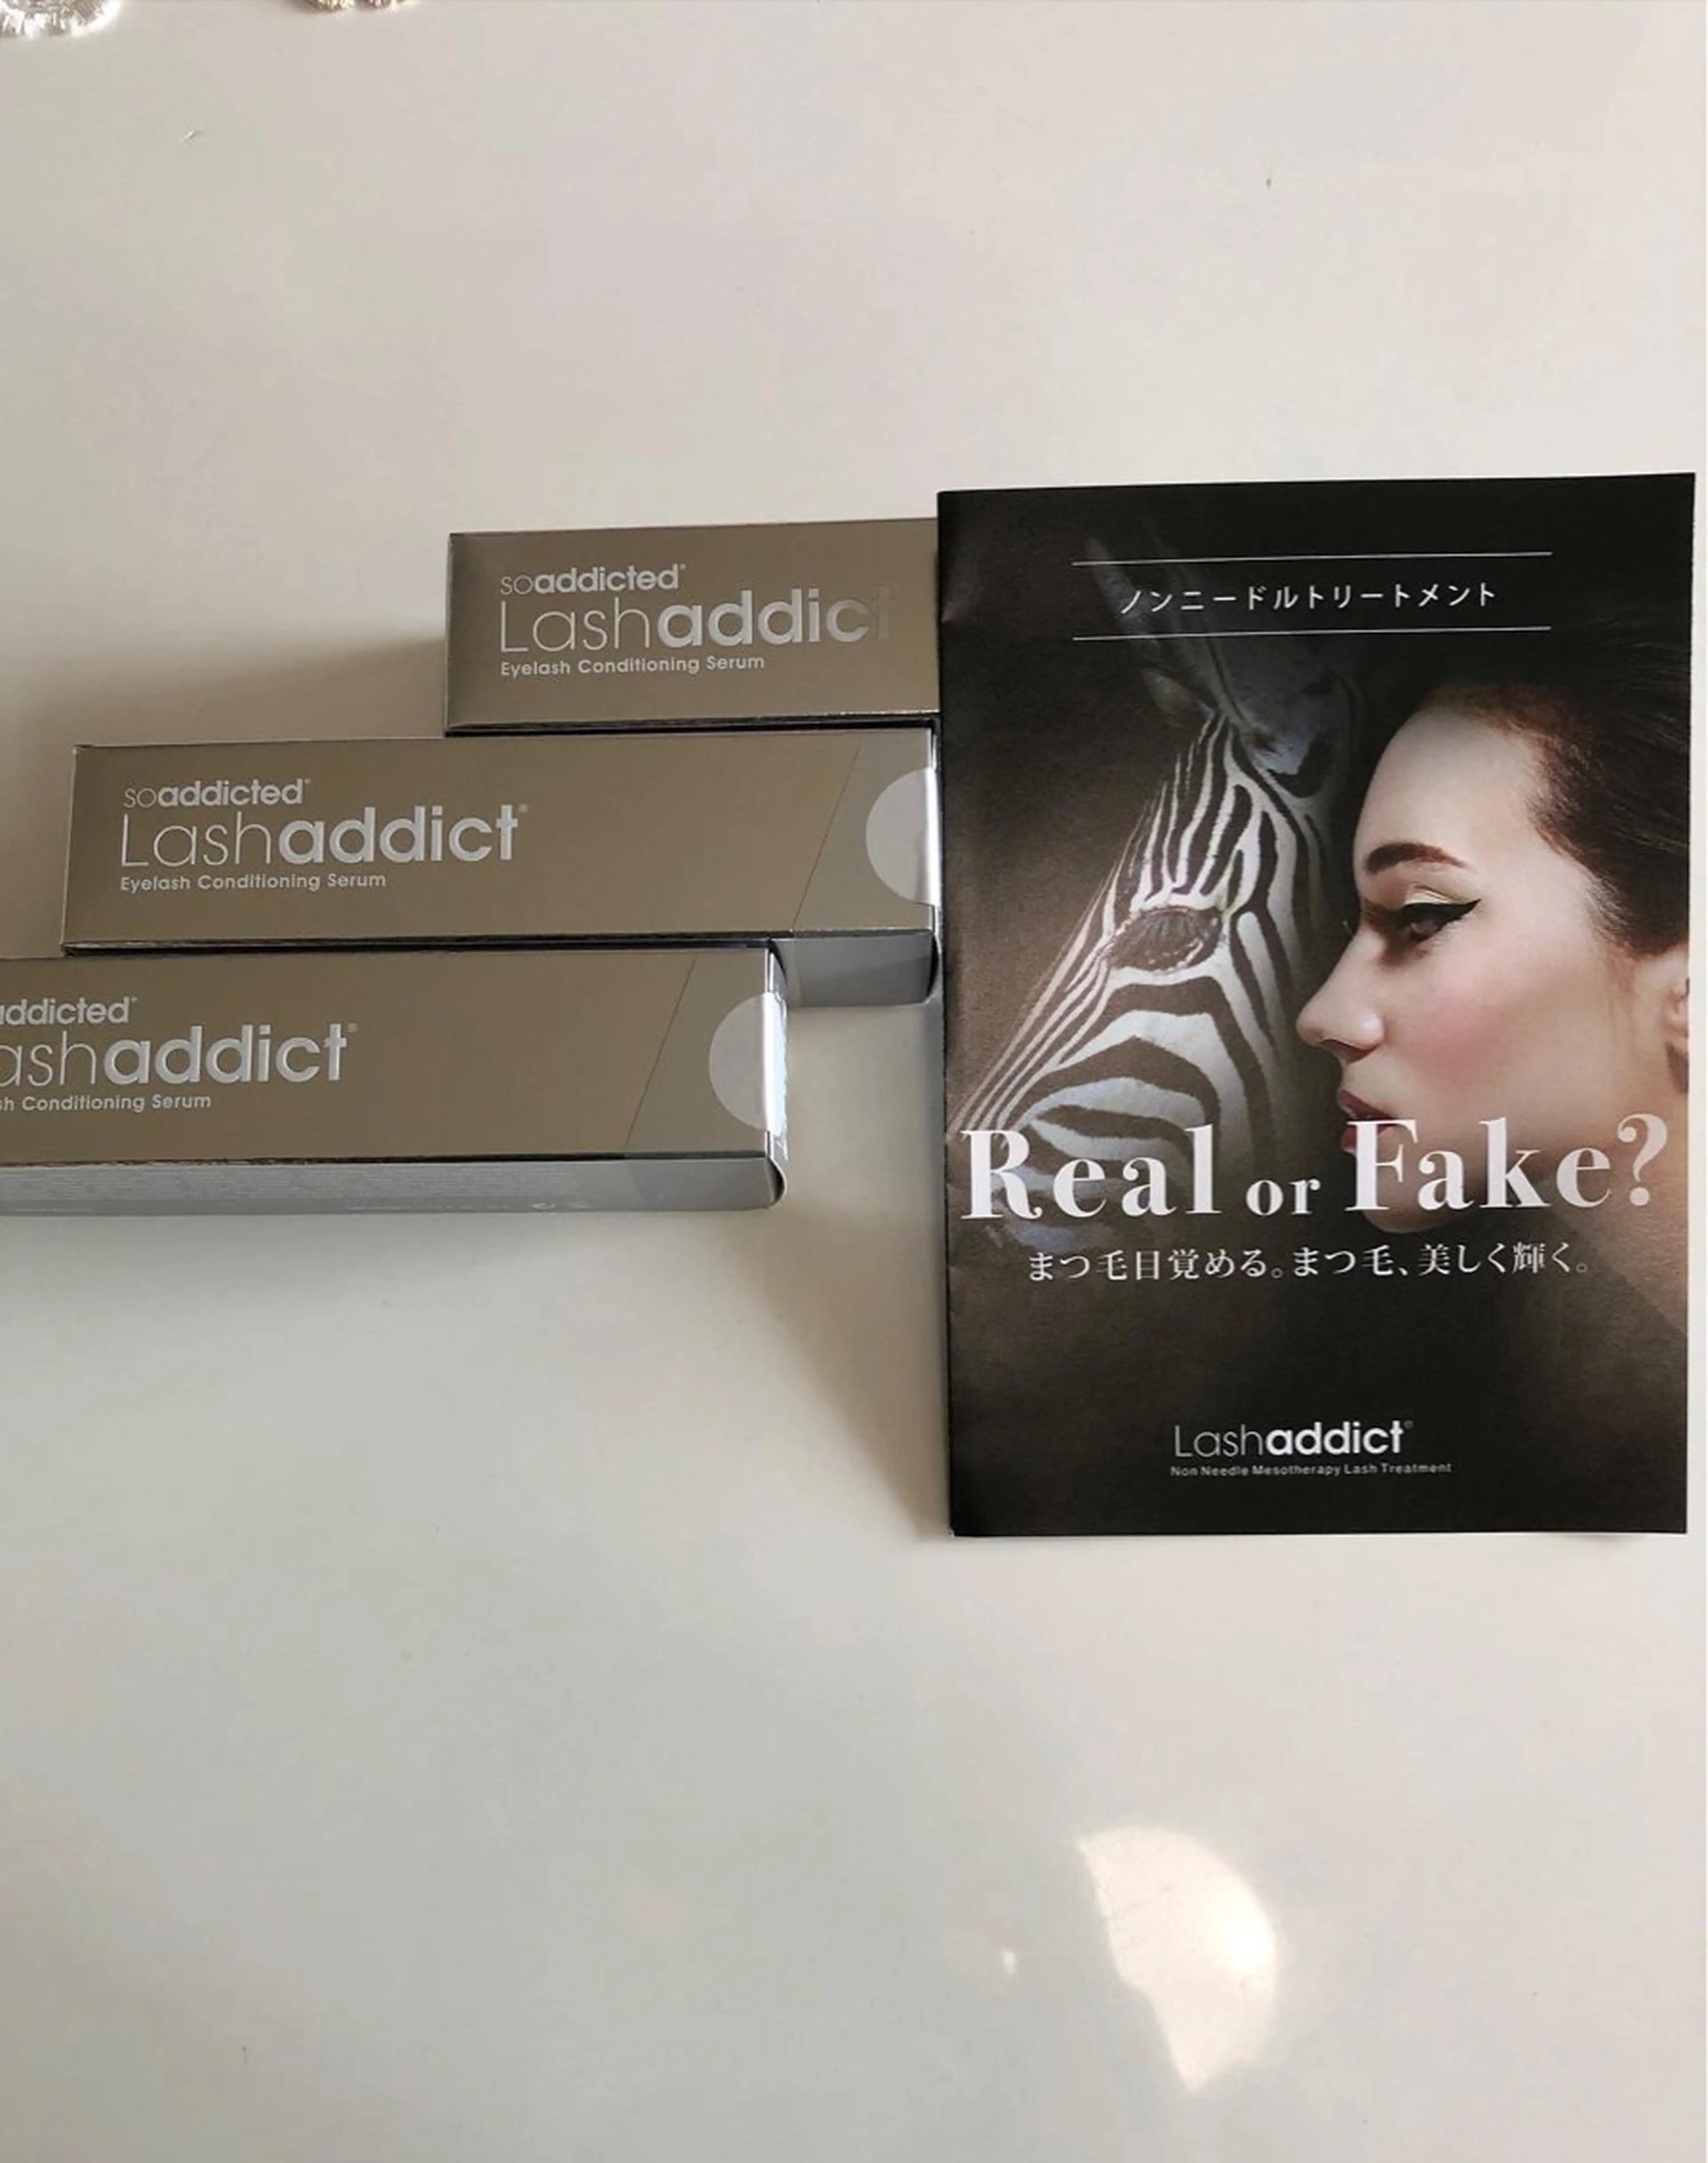 soaddicted®
Lashaddict
Eyelash Conditioning Serum
soaddicted®
Lashaddict®
Eyelash Conditioning Serum
addicted®
ashaddict®
sh Conditioning Serum
ノンニードルトリートメント
Real or Fake?
まつ毛目覚める。まつ毛、美しく輝く。
Lashaddict®
Non Needle Mesotherapy Lash Treatment